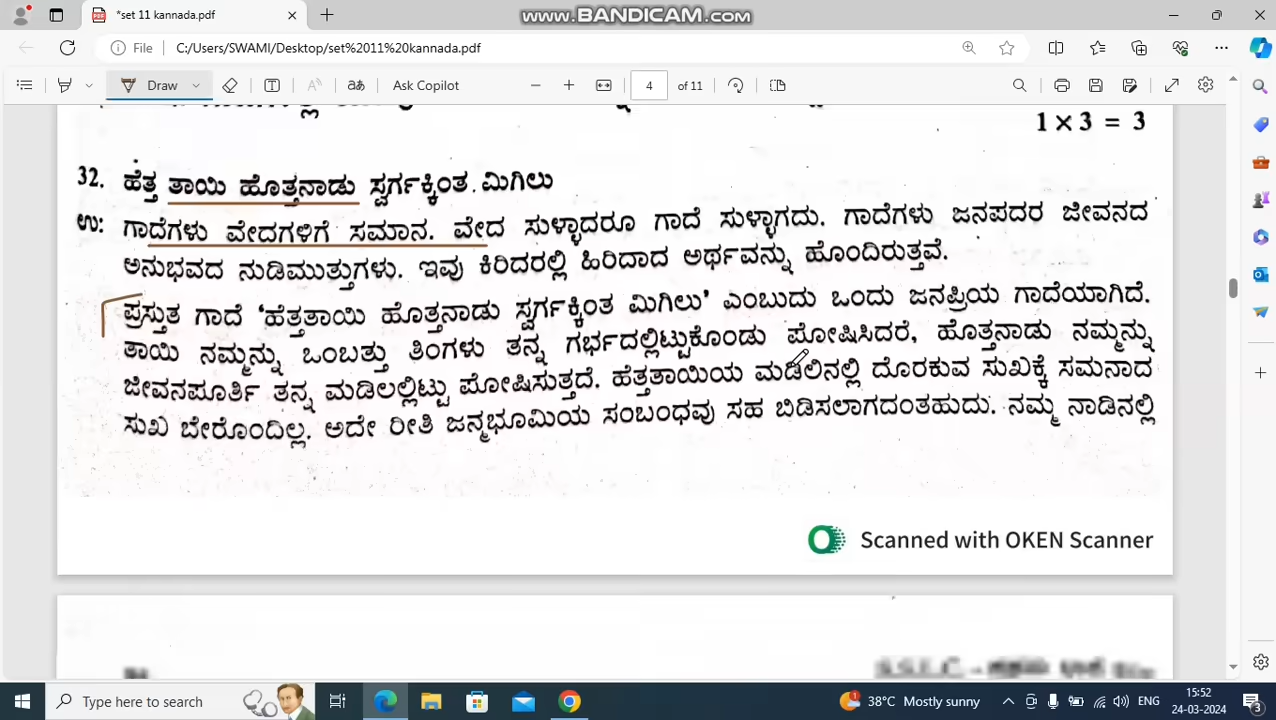 WWW.BANDICAM.COM
*set 11 kannada.pdf
File C:/Users/SWAMI/Desktop/set%2011%20kannada.pdf
Draw Ask Copilot 4 of 11
1 × 3 = 3
32. ಹೆತ್ತ ತಾಯಿ ಹೊತ್ತನಾಡು ಸ್ವರ್ಗಕ್ಕಿಂತ ಮಿಗಿಲು
ಉ: ಗಾದೆಗಳು ವೇದಗಳಿಗೆ ಸಮಾನ. ವೇದ ಸುಳ್ಳಾದರೂ ಗಾದೆ ಸುಳ್ಳಾಗದು. ಗಾದೆಗಳು ಜನಪದರ ಜೀವನದ
ಅನುಭವದ ನುಡಿಮುತ್ತುಗಳು. ಇವು ಕಿರಿದರಲ್ಲಿ ಹಿರಿದಾದ ಅರ್ಥವನ್ನು ಹೊಂದಿರುತ್ತವೆ.
ಪ್ರಸ್ತುತ ಗಾದೆ ‘ಹೆತ್ತತಾಯಿ ಹೊತ್ತನಾಡು ಸ್ವರ್ಗಕ್ಕಿಂತ ಮಿಗಿಲು’ ಎಂಬುದು ಒಂದು ಜನಪ್ರಿಯ ಗಾದೆಯಾಗಿದೆ.
ತಾಯಿ ನಮ್ಮನ್ನು ಒಂಬತ್ತು ತಿಂಗಳು ತನ್ನ ಗರ್ಭದಲ್ಲಿಟ್ಟುಕೊಂಡು ಪೋಷಿಸಿದರೆ, ಹೊತ್ತನಾಡು ನಮ್ಮನ್ನು
ಜೀವನಪೂರ್ತಿ ತನ್ನ ಮಡಿಲಲ್ಲಿಟ್ಟು ಪೋಷಿಸುತ್ತದೆ. ಹೆತ್ತತಾಯಿಯ ಮಡಿಲಿನಲ್ಲಿ ದೊರಕುವ ಸುಖಕ್ಕೆ ಸಮನಾದ
ಸುಖ ಬೇರೊಂದಿಲ್ಲ. ಅದೇ ರೀತಿ ಜನ್ಮಭೂಮಿಯ ಸಂಬಂಧವು ಸಹ ಬಿಡಿಸಲಾಗದಂತಹುದು. ನಮ್ಮ ನಾಡಿನಲ್ಲಿ
Scanned with OKEN Scanner
Type here to search
38°C Mostly sunny ENG 15:52
24-03-2024 3